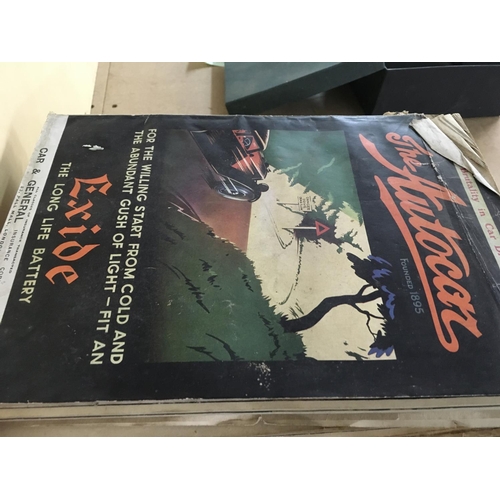 The Autocar
FOUNDED 1895
FOR THE WILLING START FROM COLD AND
THE ABUNDANT GUSH OF LIGHT – FIT AN
Exide
THE LONG LIFE BATTERY
CAR & GENERAL